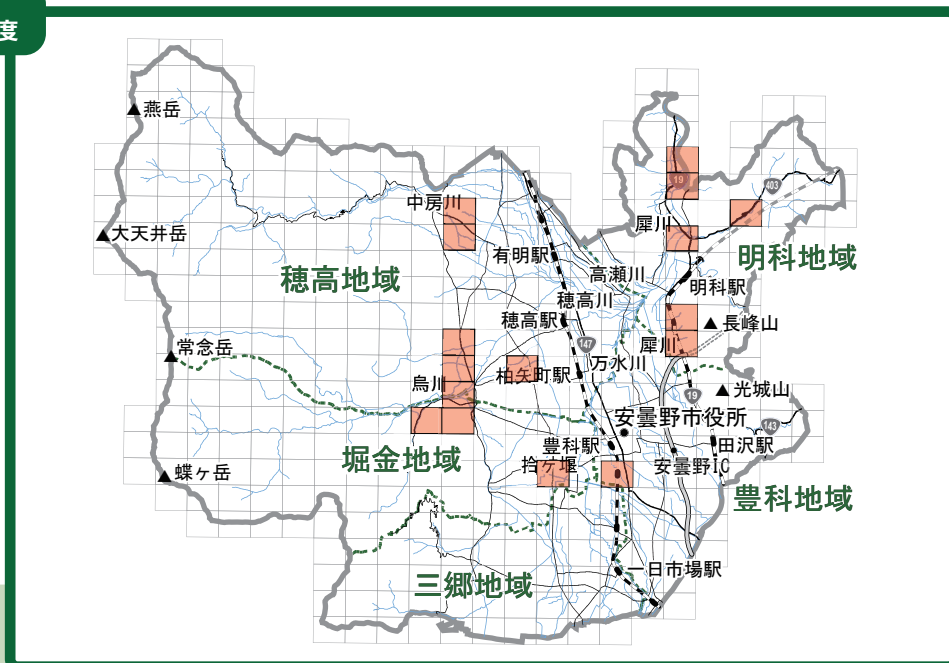 度
▲燕岳
19
403
中房川
犀川
▲大天井岳
有明駅
明科地域
穂高地域
高瀬川
明科駅
穂高川
穂高駅
▲長峰山
常念岳
147
犀川
万水川
柏矢町駅
烏川
19
▲光城山
安曇野市役所
143
豊科駅
田沢駅
堀金地域
拾ヶ堰
安曇野IC
▲蝶ヶ岳
豊科地域
一日市場駅
三郷地域